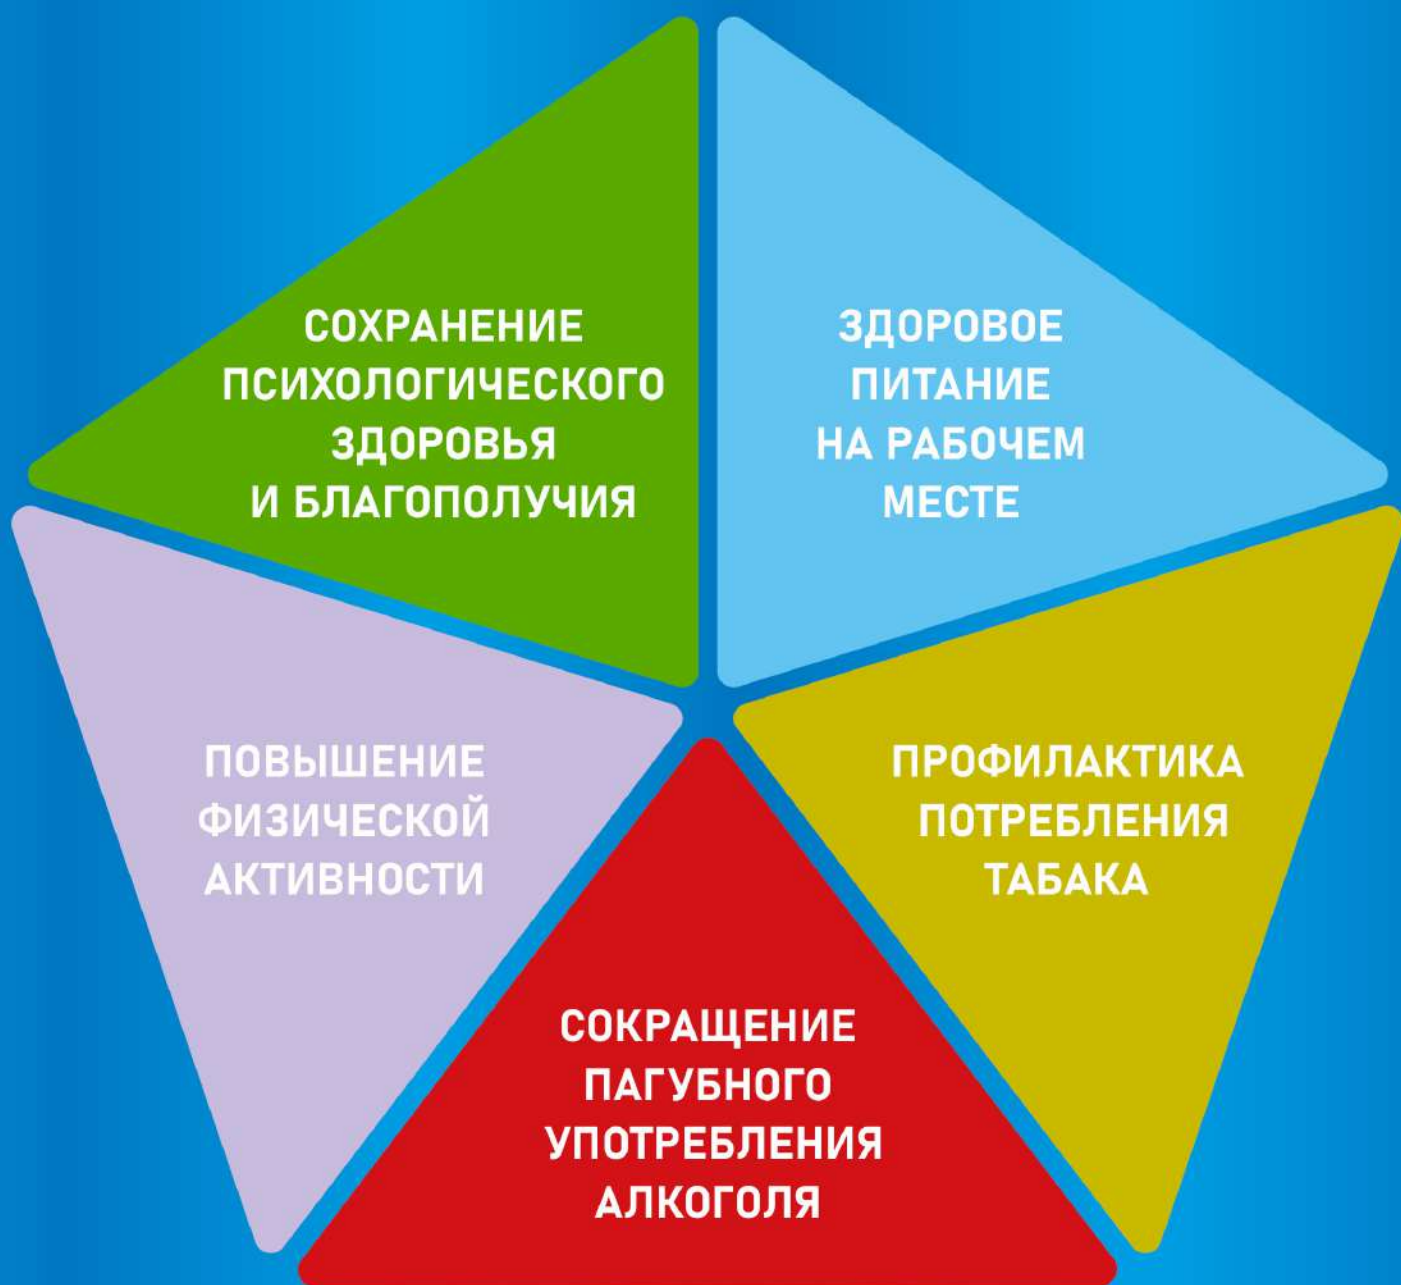 СОХРАНЕНИЕ
ПСИХОЛОГИЧЕСКОГО
ЗДОРОВЬЯ
И БЛАГОПОЛУЧИЯ
ЗДОРОВОЕ
ПИТАНИЕ
НА РАБОЧЕМ
МЕСТЕ
ПОВЫШЕНИЕ
ФИЗИЧЕСКОЙ
АКТИВНОСТИ
ПРОФИЛАКТИКА
ПОТРЕБЛЕНИЯ
ТАБАКА
СОКРАЩЕНИЕ
ПАГУБНОГО
УПОТРЕБЛЕНИЯ
АЛКОГОЛЯ